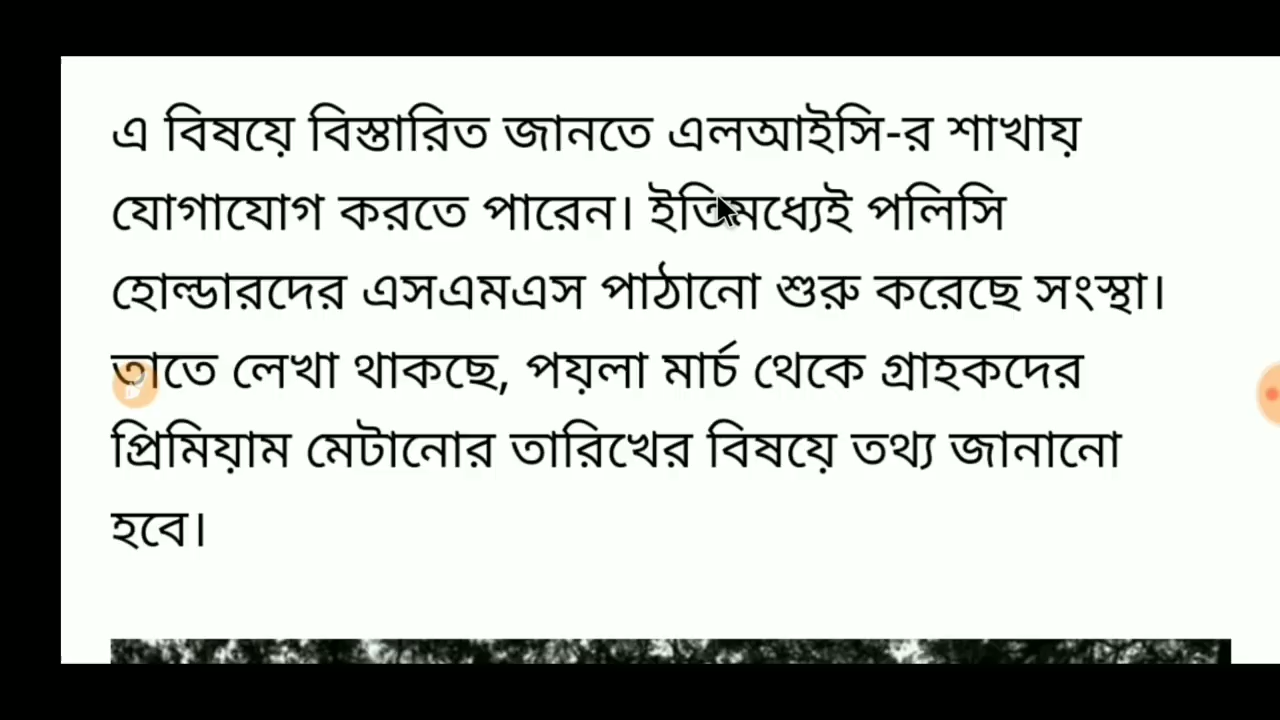 এ বিষয়ে বিস্তারিত জানতে এলআইসি-র শাখায়
যোগাযোগ করতে পারেন। ইতিমধ্যেই পলিসি
হোল্ডারদের এসএমএস পাঠানো শুরু করেছে সংস্থা।
তাতে লেখা থাকছে, পয়লা মার্চ থেকে গ্রাহকদের
প্রিমিয়াম মেটানোর তারিখের বিষয়ে তথ্য জানানো
হবে।